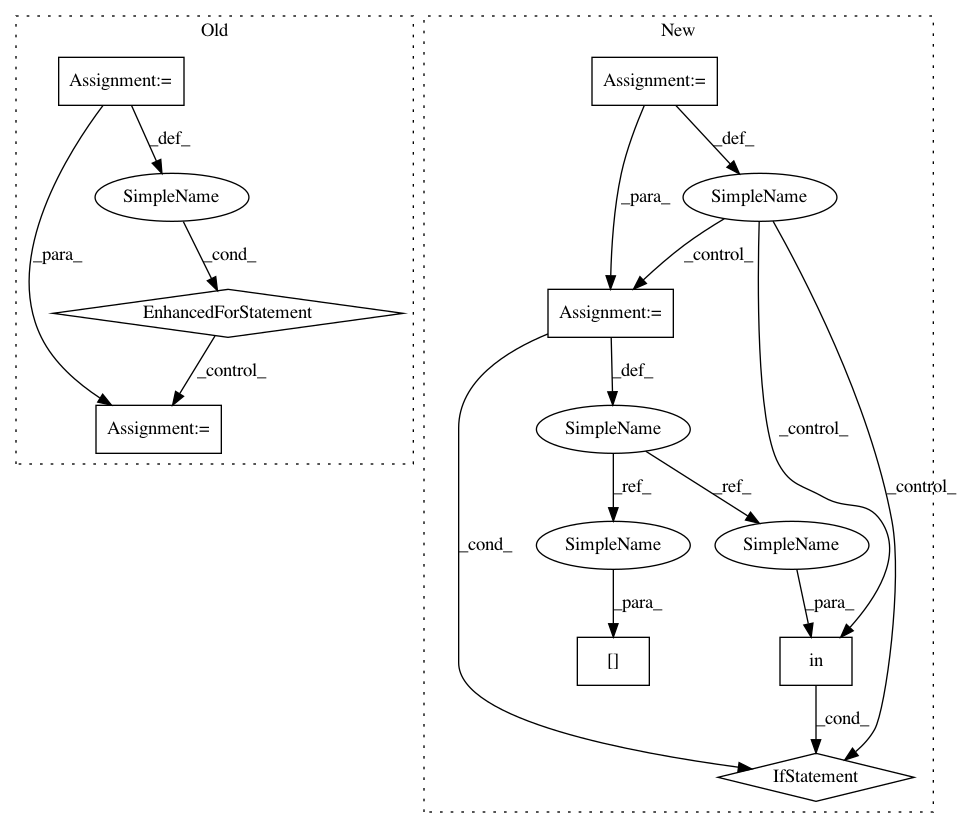 Old
New
Assignment:=
Assignment:=
_def_
_def_
SimpleName
SimpleName
_para_
_para_
_cond_
_control_
EnhancedForStatement
Assignment:=
_control_
_def_
Assignment:=
SimpleName
_control_
_ref_
_ref_
_control_
_cond_
SimpleName
SimpleName
_para_
_para_
[]
in
_cond_
IfStatement